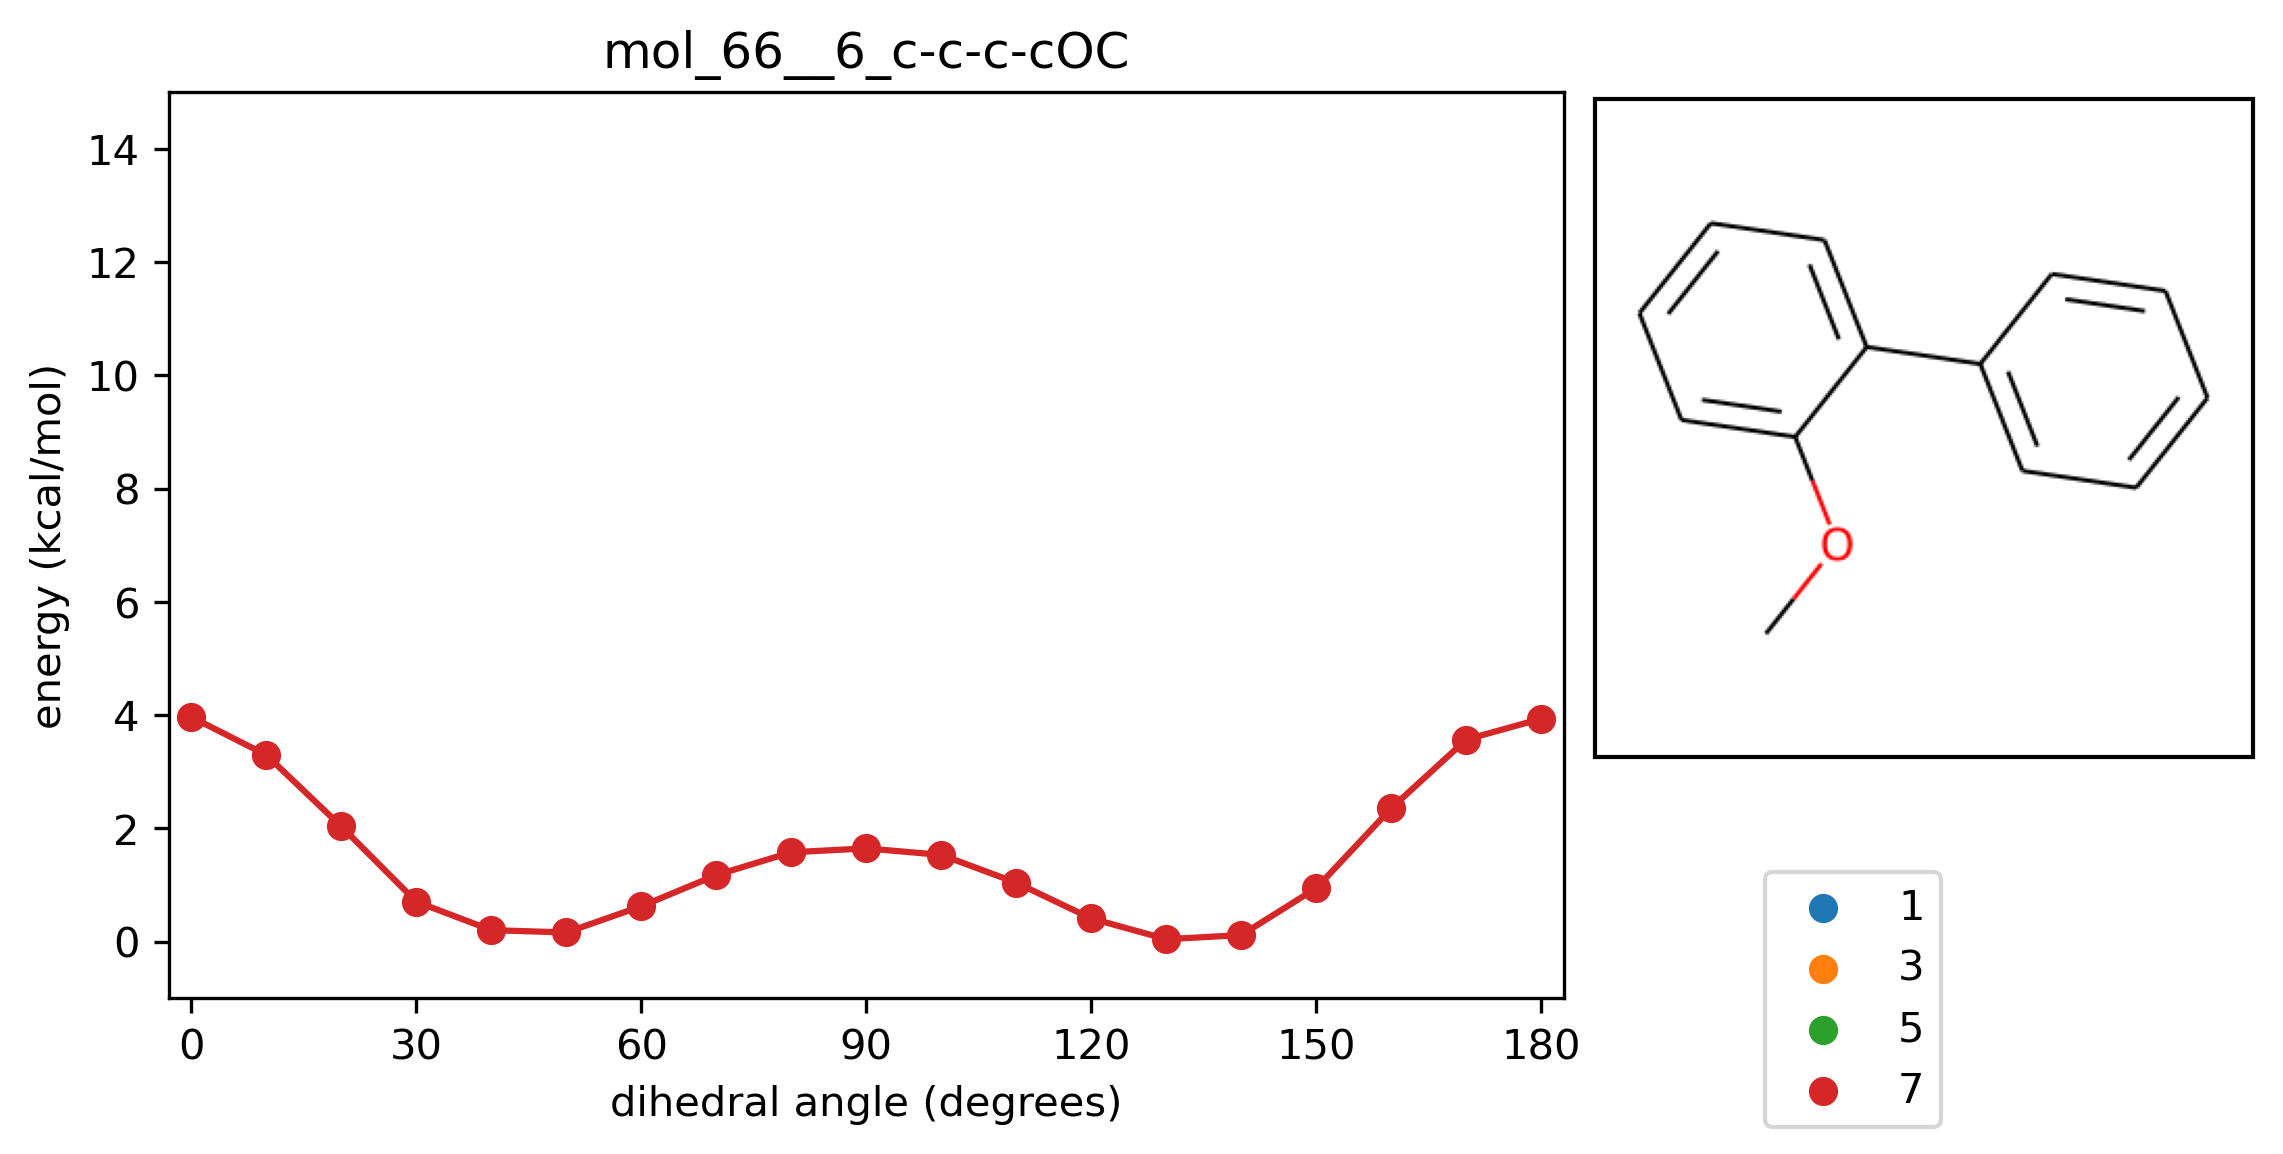 mol_66__6_c-c-c-cOC
energy (kcal/mol)
14
12
10
8
6
4
2
0
0 30 60 90 120 150 180
dihedral angle (degrees)
O
1
3
5
7